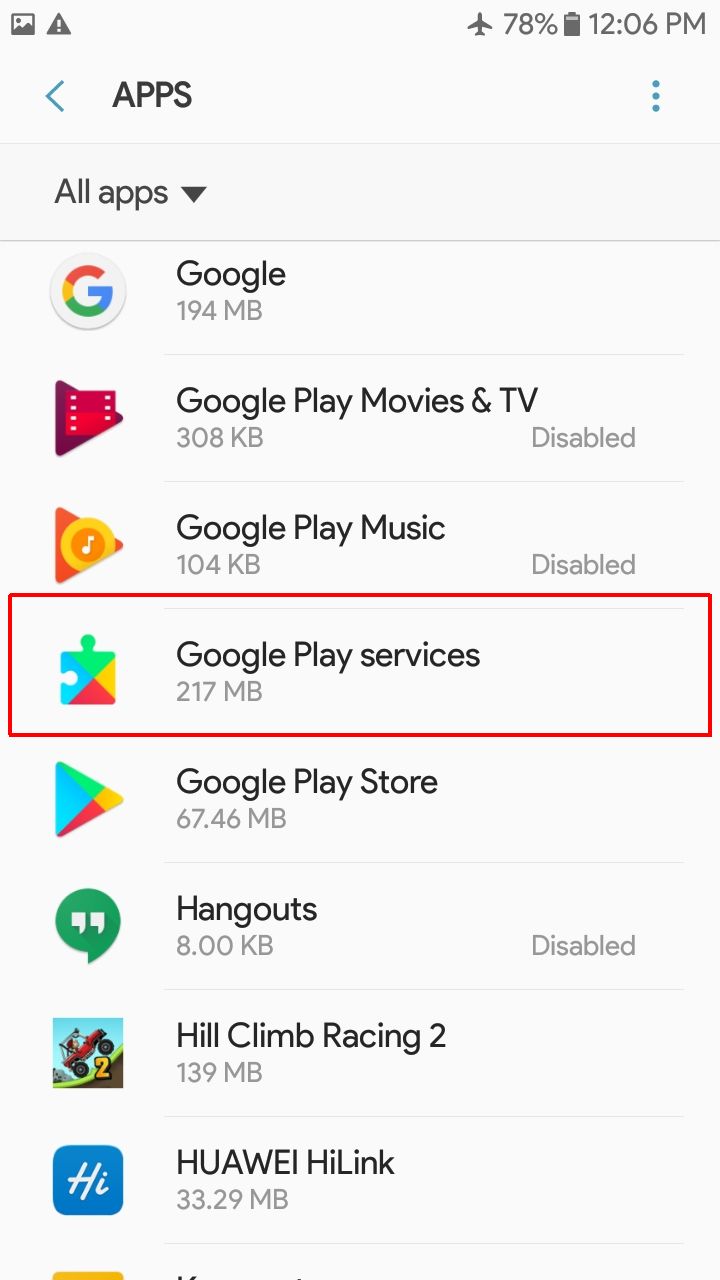 78% 12:06 PM
APPS
All apps
Google
194 MB
Google Play Movies & TV
308 KB Disabled
Google Play Music
104 KB Disabled
Google Play services
217 MB
Google Play Store
67.46 MB
Hangouts
8.00 KB Disabled
2
Hill Climb Racing 2
139 MB
Hi
HUAWEI HiLink
33.29 MB